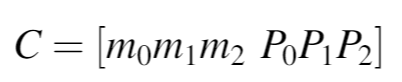 C = [m₀m₁m₂ P₀P₁P₂]